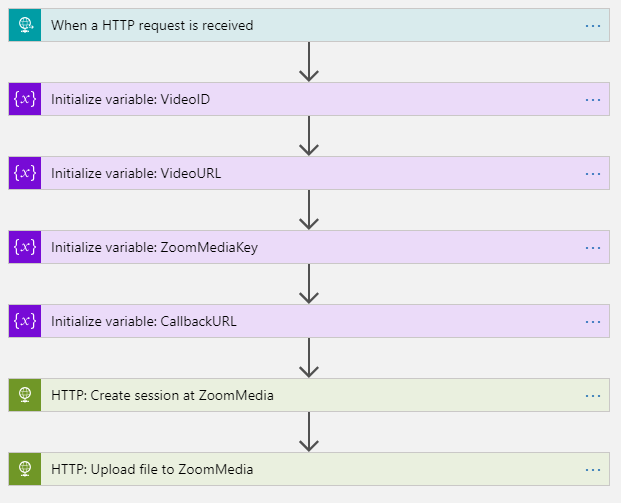 When a HTTP request is received
{x} Initialize variable: VideoID
{x} Initialize variable: VideoURL
{x} Initialize variable: ZoomMediaKey
{x} Initialize variable: CallbackURL
HTTP: Create session at ZoomMedia
HTTP: Upload file to ZoomMedia